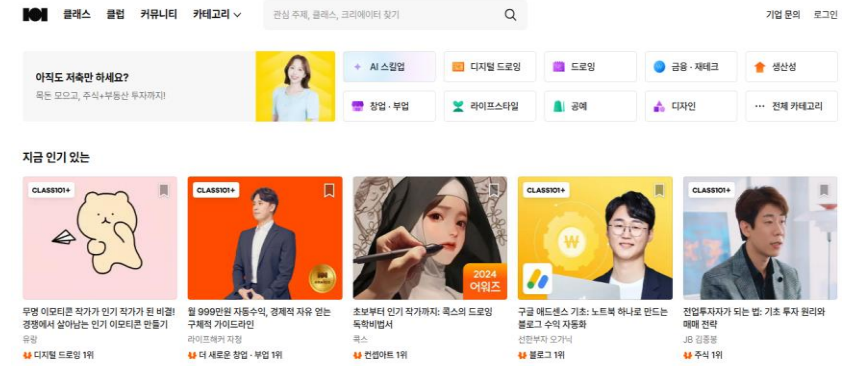 101 클래스 클럽 커뮤니티 카테고리 관심 주제, 클래스, 크리에이터 찾기 기업 문의 로그인
아직도 저축만 하세요?
목돈 모으고, 주식+부동산 투자까지!
AI 스킬업 디지털 드로잉 드로잉 금융 · 재테크 생산성
창업 · 부업 라이프스타일 공예 디자인 ··· 전체 카테고리
지금 인기 있는
CLASS101+
CLASS101+
CLASS101+
CLASS101+
2024
어워즈
무명 이모티콘 작가가 인기 작가가 된 비결!
경쟁에서 살아남는 인기 이모티콘 만들기
유랑
디지털 드로잉 1위
월 999만원 자동수익, 경제적 자유 얻는
구체적 가이드라인
라이프해커 자청
더 새로운 창업 · 부업 1위
초보부터 인기 작가까지: 콕스의 드로잉
독학비법서
콕스
컨셉아트 1위
구글 애드센스 기초: 노트북 하나로 만드는
블로그 수익 자동화
선한부자 오가닉
블로그 1위
전업투자자가 되는 법: 기초 투자 원리와
매매 전략
JB 김종봉
주식 1위